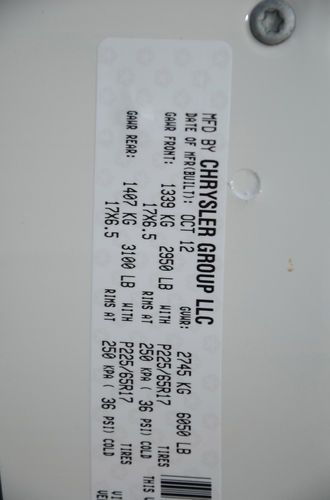 MFD BY CHRYSLER GROUP LLC
DATE OF MFR(BUILT): OCT 12 GVWR: 2745 KG 6050 LB
GAWR FRONT: 1339 KG 2950 LB WITH P225/65R17 TIRES
17X6.5 RIMS AT 250 KPA ( 36 PSI) COLD THIS
GAWR REAR: 1407 KG 3100 LB WITH P225/65R17 TIRES
17X6.5 RIMS AT 250 KPA ( 36 PSI) COLD